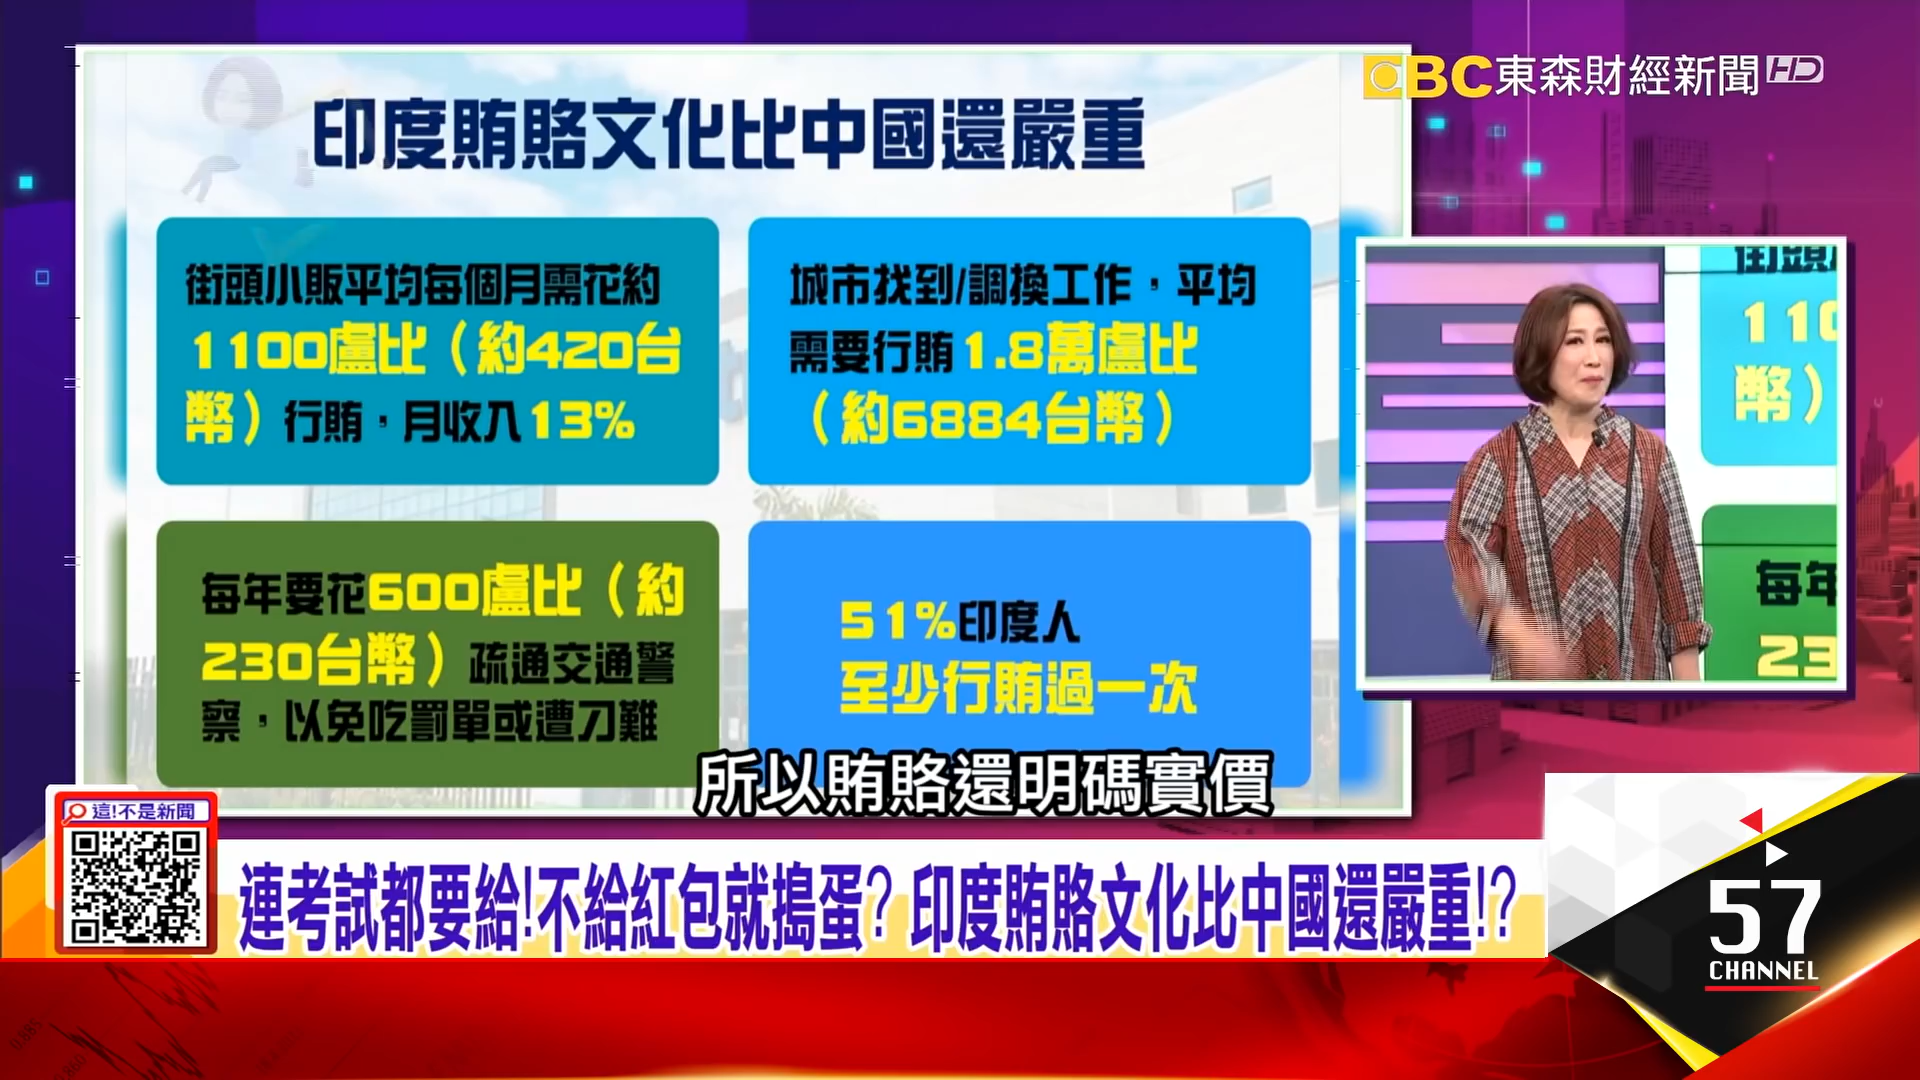 EBC東森財經新聞HD
印度賄賂文化比中國還嚴重
街頭小販平均每個月需花約
1100盧比（約420台
幣）行賄，月收入13%
城市找到/調換工作，平均
需要行賄1.8萬盧比
（約6884台幣）
每年要花600盧比（約
230台幣）疏通交通警
察，以免吃罰單或遭刁難
51%印度人
至少行賄過一次
110
幣）
每年
23
所以賄賂還明碼實價
這!不是新聞
連考試都要給!不給紅包就搗蛋? 印度賄賂文化比中國還嚴重!?
57
CHANNEL